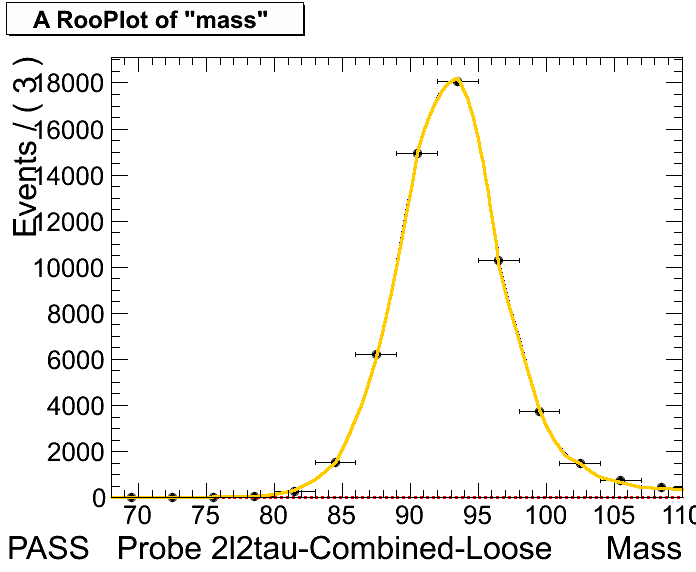 A RooPlot of "mass"
Events / ( 3 )
18000
16000
14000
12000
10000
8000
6000
4000
2000
0
70 75 80 85 90 95 100 105 110
PASS Probe 2l2tau-Combined-Loose Mass